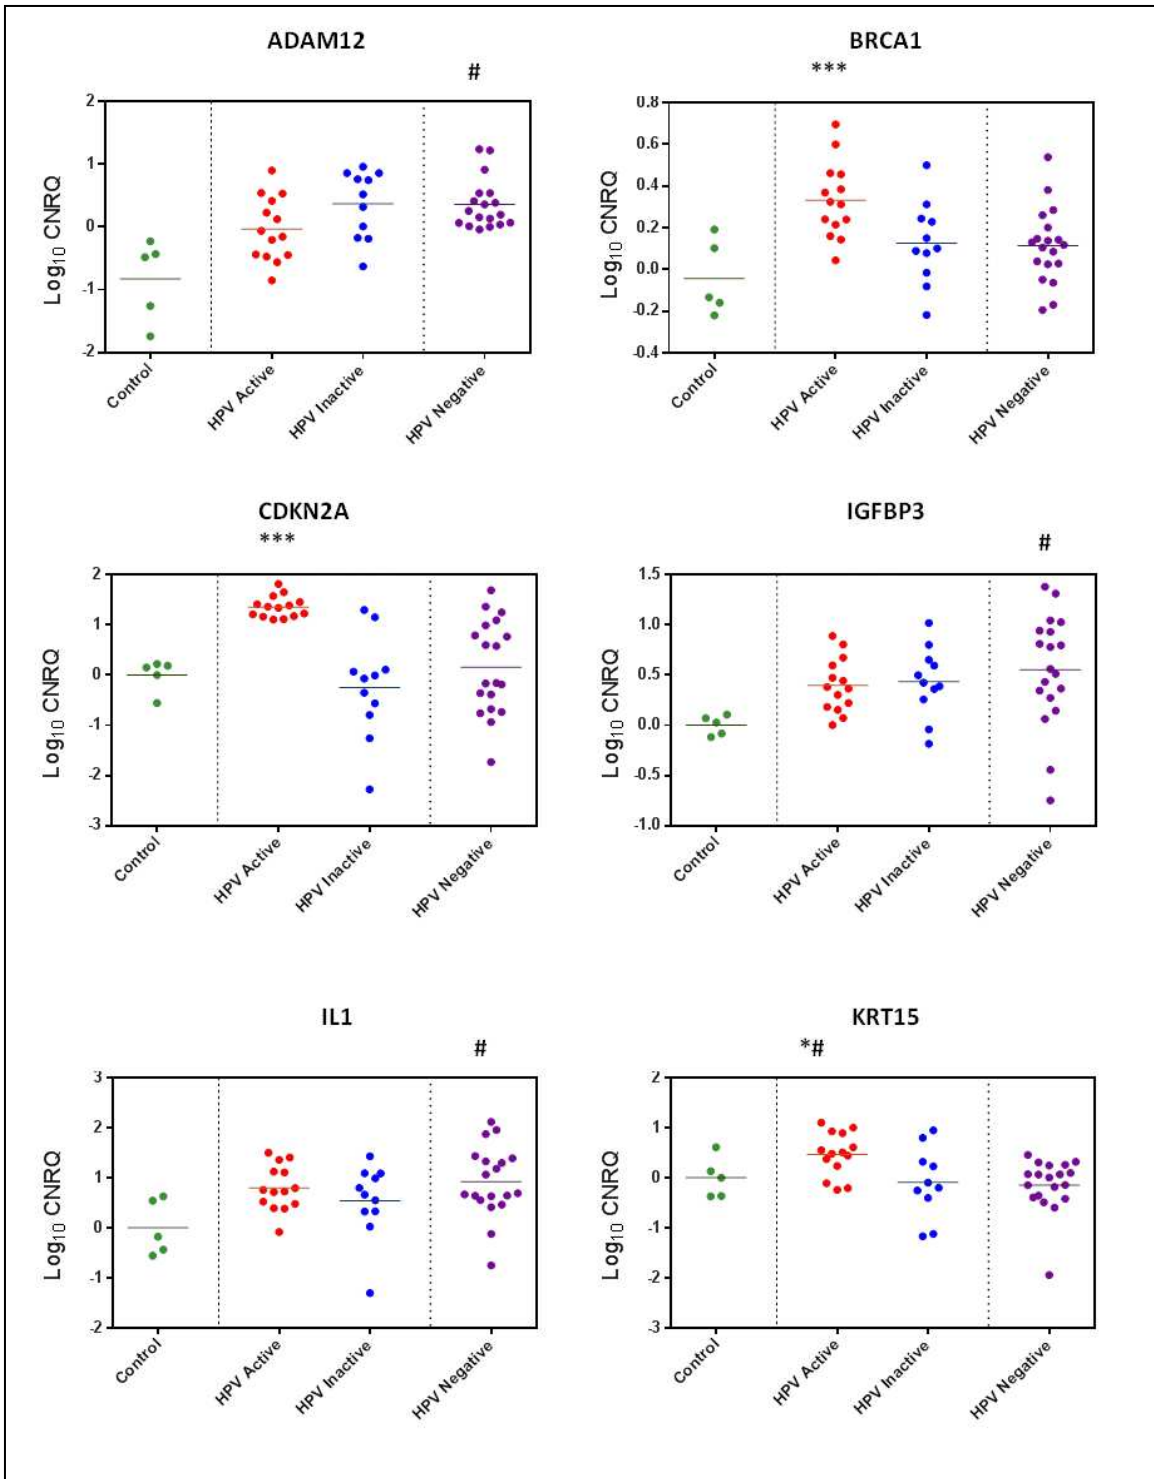 ADAM12
#
2
1
0
-1
-2
Log10 CNRQ
Control
HPV Active
HPV Inactive
HPV Negative
BRCA1
***
0.8
0.6
0.4
0.2
0.0
-0.2
-0.4
Log10 CNRQ
Control
HPV Active
HPV Inactive
HPV Negative
CDKN2A
***
2
1
0
-1
-2
-3
Log10 CNRQ
Control
HPV Active
HPV Inactive
HPV Negative
IGFBP3
#
1.5
1.0
0.5
0.0
-0.5
-1.0
Log10 CNRQ
Control
HPV Active
HPV Inactive
HPV Negative
IL1
#
3
2
1
0
-1
-2
Log10 CNRQ
Control
HPV Active
HPV Inactive
HPV Negative
KRT15
*#
2
1
0
-1
-2
-3
Log10 CNRQ
Control
HPV Active
HPV Inactive
HPV Negative